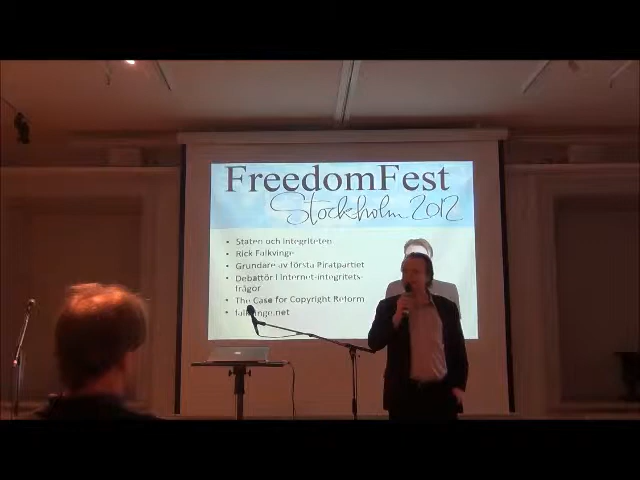 FreedomFest
Stockholm 2012
• Staten och Integriteten
• Rick Falkvinge
• Grundare av första Piratpartiet
• Debattör i Internet-integritets-
frågor
• The Case for Copyright Reform
• falkvinge.net